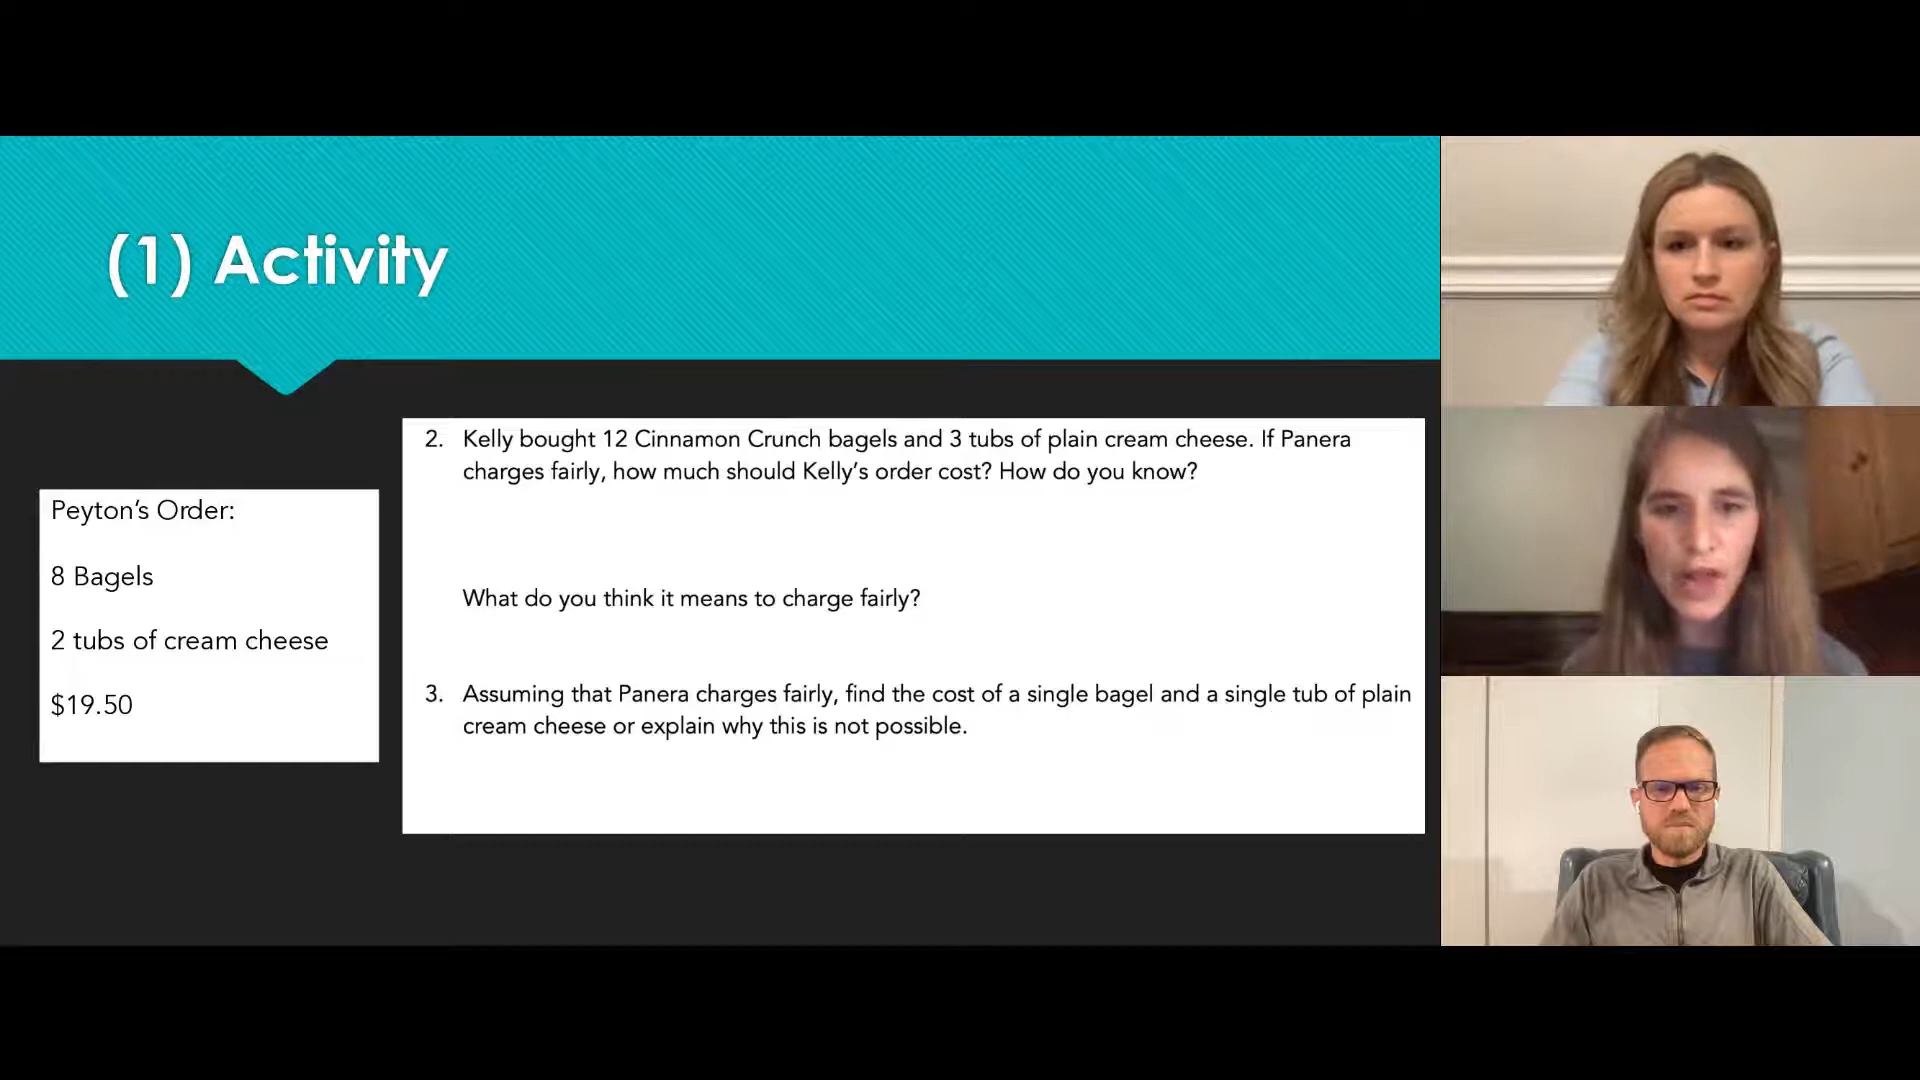 (1) Activity
Peyton’s Order:
8 Bagels
2 tubs of cream cheese
$19.50
2. Kelly bought 12 Cinnamon Crunch bagels and 3 tubs of plain cream cheese. If Panera
charges fairly, how much should Kelly’s order cost? How do you know?
What do you think it means to charge fairly?
3. Assuming that Panera charges fairly, find the cost of a single bagel and a single tub of plain
cream cheese or explain why this is not possible.